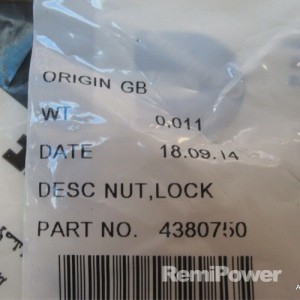 ORIGIN GB
WT 0,011
DATE 18.09.14
DESC NUT,LOCK
PART NO. 4380750
RemiPower